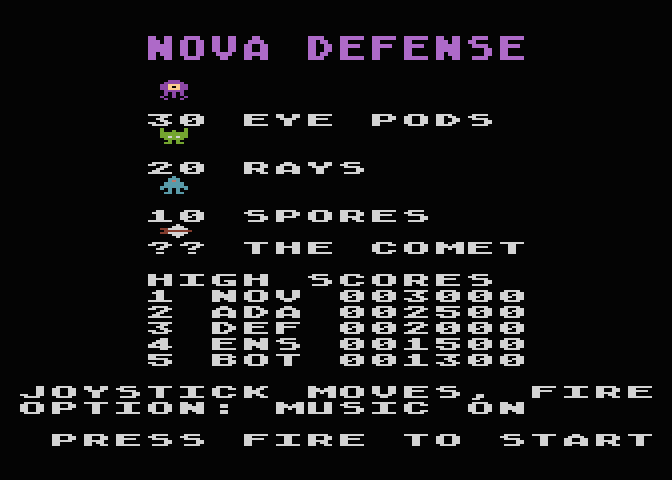 NOVA DEFENSE
30 EYE PODS
20 RAYS
10 SPORES
?? THE COMET
HIGH SCORES
1 NOV 003000
2 ADA 002500
3 DEF 002000
4 ENS 001500
5 BOT 001300
JOYSTICK MOVES, FIRE
OPTION: MUSIC ON
PRESS FIRE TO START